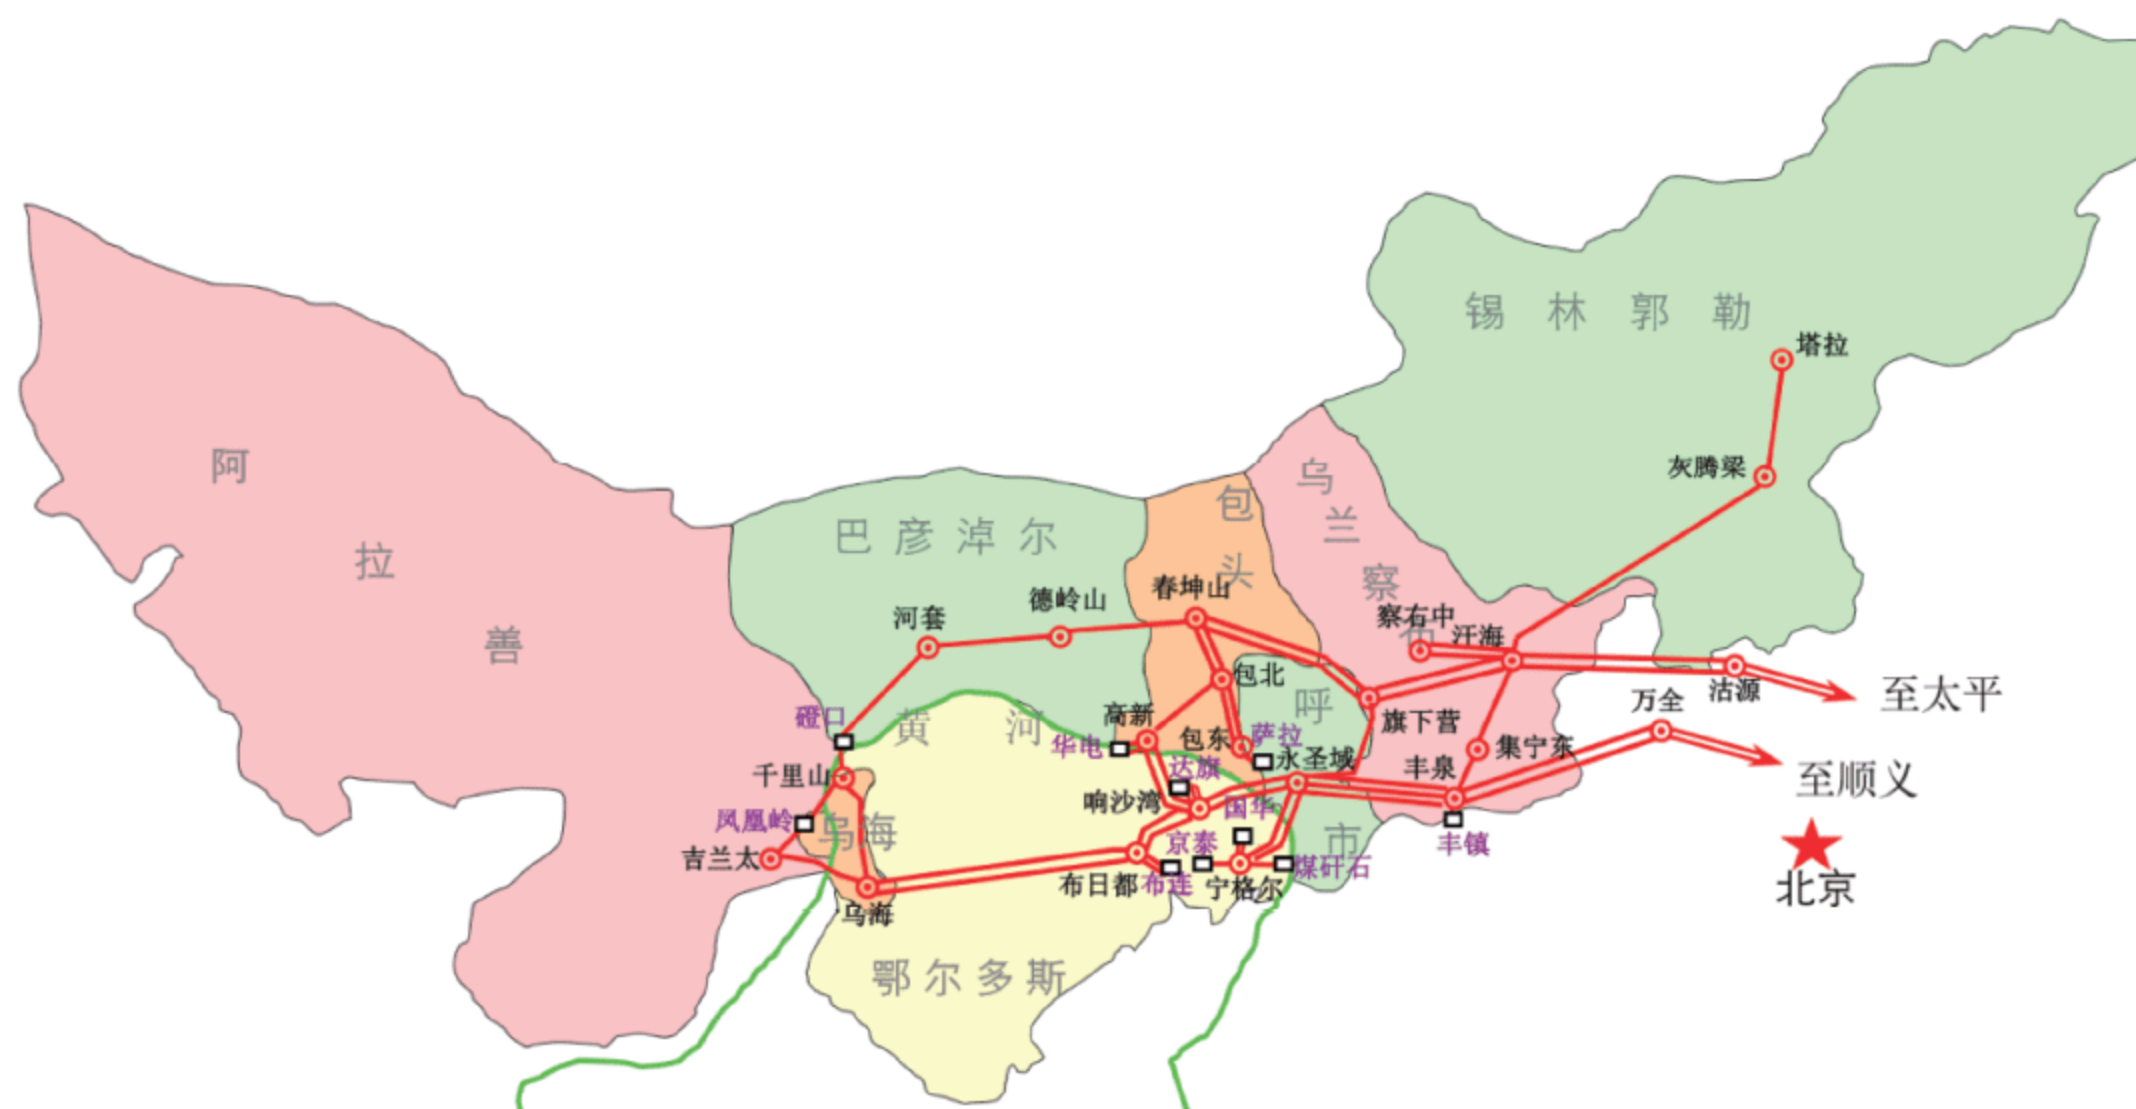 锡林郭勒
塔拉
灰腾梁
阿拉善
巴彦淖尔
包头
乌兰察布
春坤山
德岭山
河套
察右中
汗海
包北
呼市
沽源
至太平
万全
旗下营
集宁东
至顺义
磴口
黄河
高新
华电
包东
萨拉
永圣域
丰泉
千里山
达旗
响沙湾
国华
凤凰岭
乌海
京泰
丰镇
吉兰太
布日都
布连
宁格尔
煤矸石
北京
乌海
鄂尔多斯